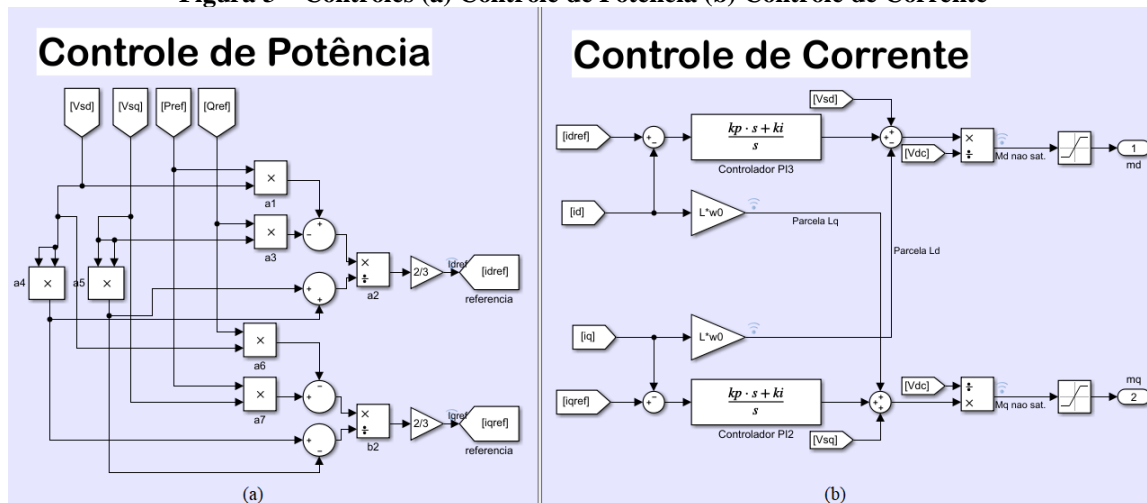 Figura 5 – Controles (a) Controle de Potência (b) Controle de Corrente
Controle de Potência
[Vsd]
[Vsq]
[Pref]
[Qref]
×
a1
×
a3
a4
×
a5
×
×
÷
a2
2/3
Idref
[idref]
referencia
×
a6
×
a7
×
÷
b2
2/3
Iqref
[iqref]
referencia
(a)
Controle de Corrente
[Vsd]
[idref]
kp · s + ki
s
Controlador PI3
[Vdc]
×
÷
Md nao sat.
1
md
[id]
L*w0
Parcela Lq
Parcela Ld
[iq]
L*w0
[iqref]
kp · s + ki
s
Controlador PI2
[Vdc]
÷
×
Mq nao sat.
mq
2
[Vsq]
(b)